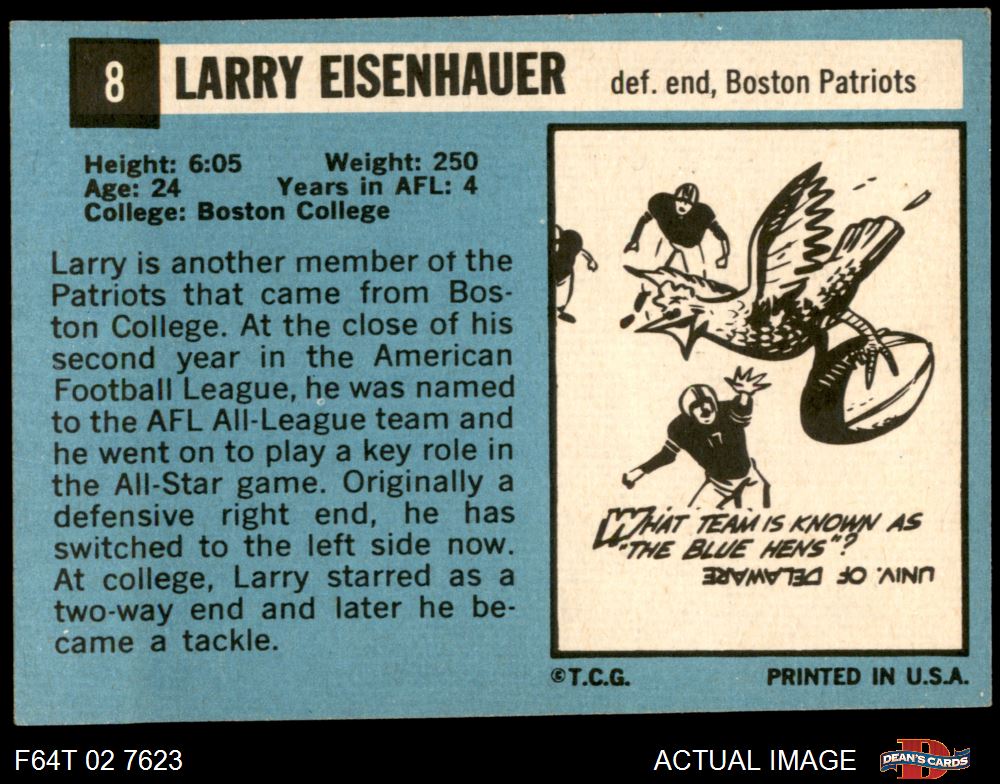 8
LARRY EISENHAUER
def. end, Boston Patriots
Height: 6:05 Weight: 250
Age: 24 Years in AFL: 4
College: Boston College
Larry is another member of the
Patriots that came from Bos-
ton College. At the close of his
second year in the American
Football League, he was named
to the AFL All-League team and
he went on to play a key role in
the All-Star game. Originally a
defensive right end, he has
switched to the left side now.
At college, Larry starred as a
two-way end and later he be-
came a tackle.
17
WHAT TEAM IS KNOWN AS
"THE BLUE HENS"?
UNIV. OF DELAWARE
©T.C.G.
PRINTED IN U.S.A.
F64T 02 7623
ACTUAL IMAGE
D
DEAN'S CARDS